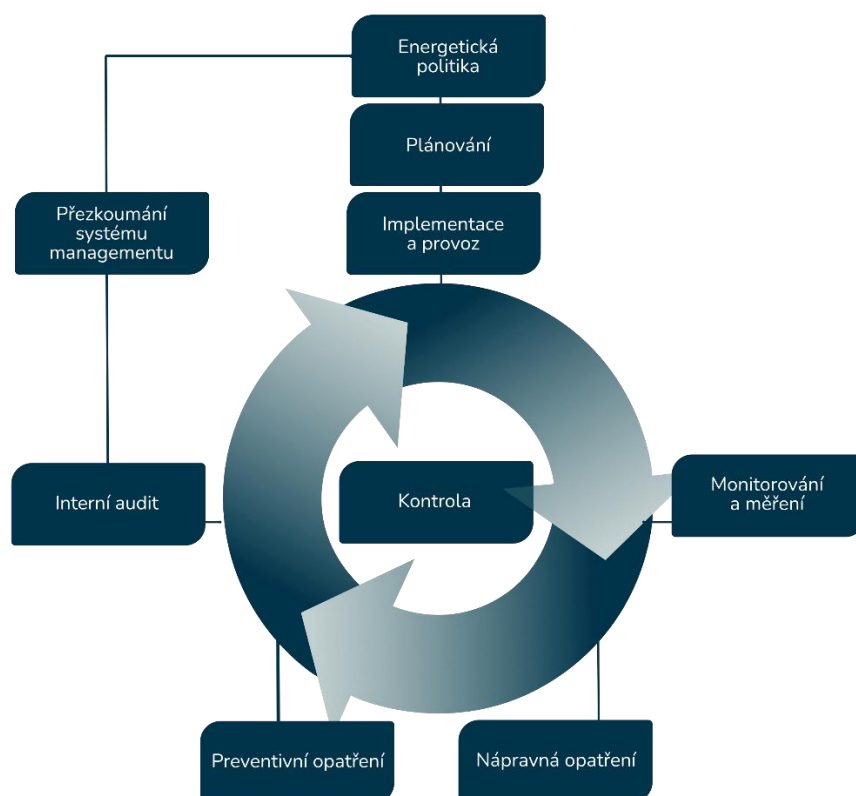 Energetická
politika
Plánování
Implementace
a provoz
Přezkoumání
systému
managementu
Interní audit
Kontrola
Monitorování
a měření
Preventivní opatření
Nápravná opatření